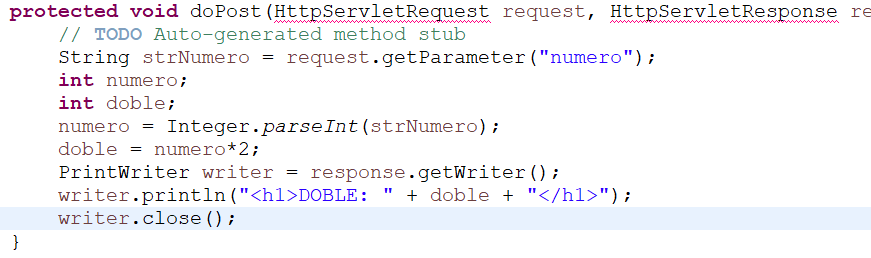 protected void doPost(HttpServletRequest request, HttpServletResponse re
// TODO Auto-generated method stub
String strNumero = request.getParameter("numero");
int numero;
int doble;
numero = Integer.parseInt(strNumero);
doble = numero*2;
PrintWriter writer = response.getWriter();
writer.println("<h1>DOBLE: " + doble + "</h1>");
writer.close();
}